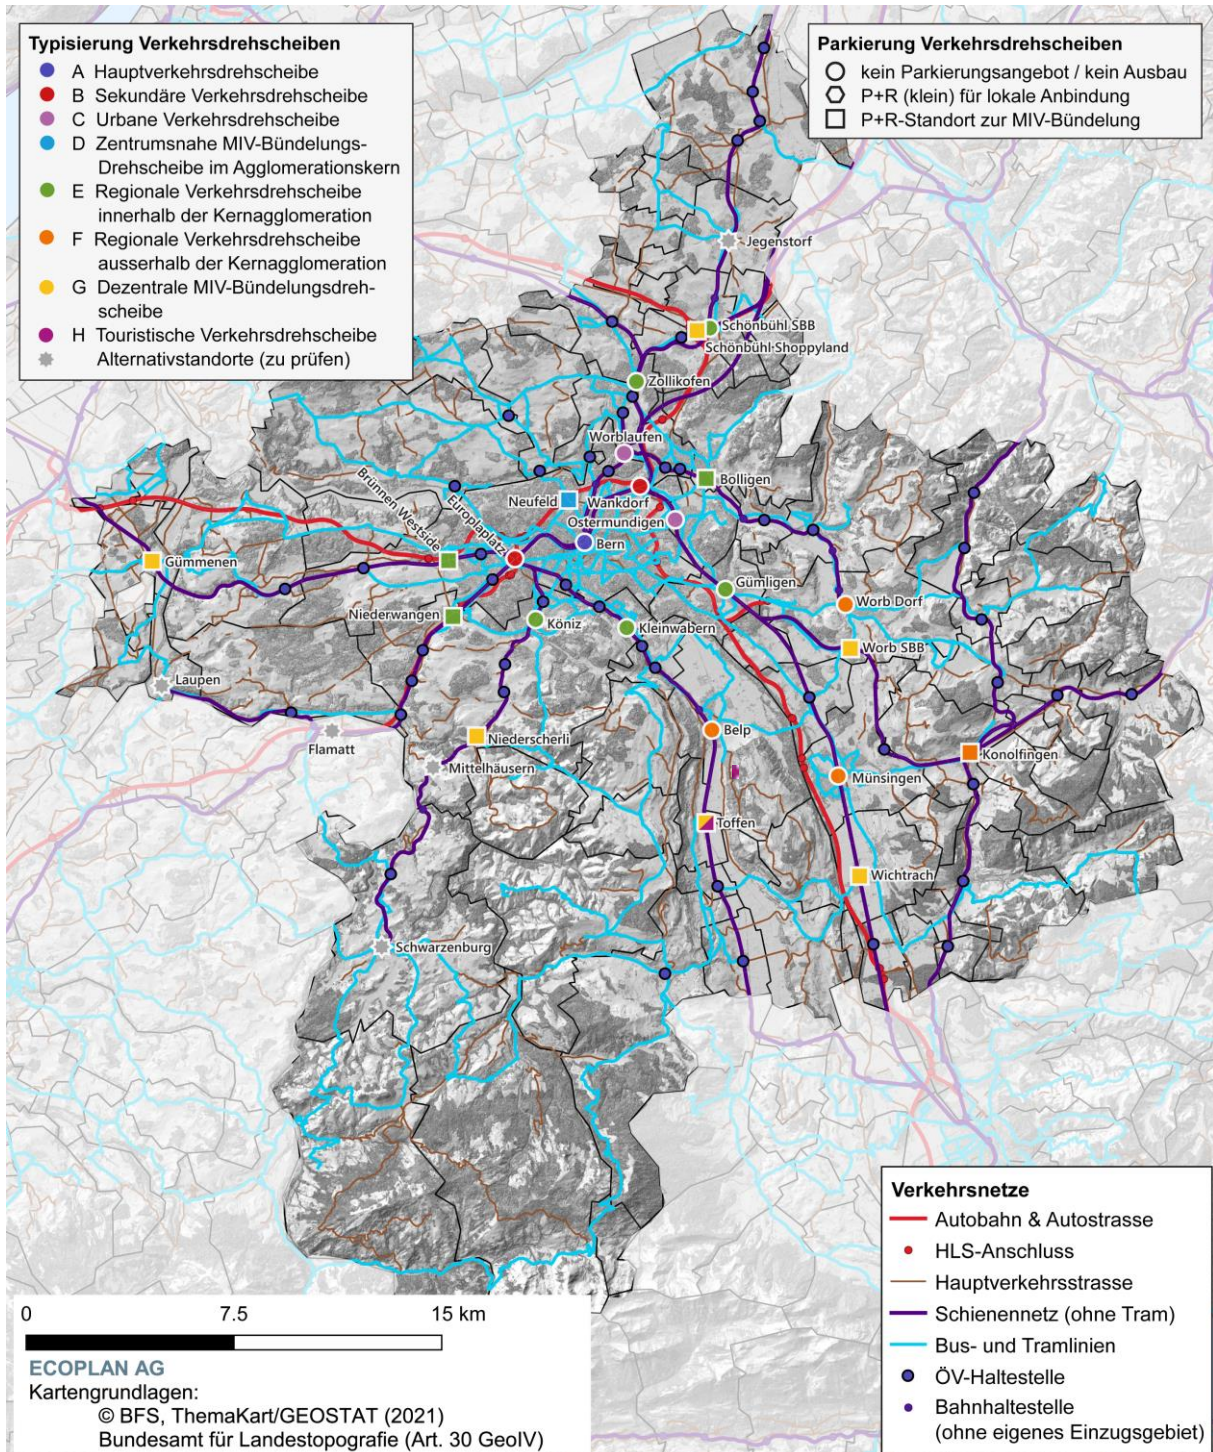 Typisierung Verkehrsdrehscheiben
A Hauptverkehrsdrehscheibe
B Sekundäre Verkehrsdrehscheibe
C Urbane Verkehrsdrehscheibe
D Zentrumsnahe MIV-Bündelungs-
Drehscheibe im Agglomerationskern
E Regionale Verkehrsdrehscheibe
innerhalb der Kernagglomeration
F Regionale Verkehrsdrehscheibe
ausserhalb der Kernagglomeration
G Dezentrale MIV-Bündelungsdreh-
scheibe
H Touristische Verkehrsdrehscheibe
Alternativstandorte (zu prüfen)
Parkierung Verkehrsdrehscheiben
kein Parkierungsangebot / kein Ausbau
P+R (klein) für lokale Anbindung
P+R-Standort zur MIV-Bündelung
Jegenstorf
Schönbühl SBB
Schönbühl Shoppyland
Zollikofen
Worblaufen
Bolligen
Wankdorf
Neufeld
Ostermundigen
Brünnen Westside
Europlaplatz
Bern
Gümmenen
Gümligen
Niederwangen
Köniz
Kleinwabern
Worb Dorf
Worb SBB
Laupen
Flamatt
Niederscherli
Mittelhäusern
Belp
Münsingen
Konolfingen
Toffen
Wichtrach
Schwarzenburg
Verkehrsnetze
Autobahn & Autostrasse
HLS-Anschluss
Hauptverkehrsstrasse
Schienennetz (ohne Tram)
Bus- und Tramlinien
ÖV-Haltestelle
Bahnhaltestelle
(ohne eigenes Einzugsgebiet)
0 7.5 15 km
ECOPLAN AG
Kartengrundlagen:
© BFS, ThemaKart/GEOSTAT (2021)
Bundesamt für Landestopografie (Art. 30 GeoIV)